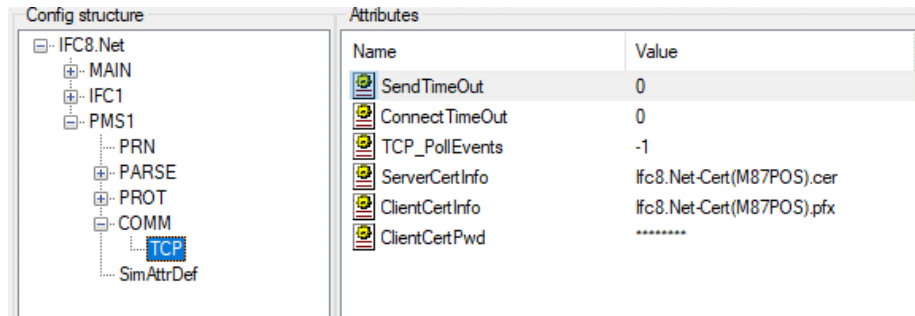 Config structure
IFC8.Net
MAIN
IFC1
PMS1
PRN
PARSE
PROT
COMM
TCP
SimAttrDef
Attributes
Name Value
SendTimeOut 0
ConnectTimeOut 0
TCP_PollEvents -1
ServerCertInfo Ifc8.Net-Cert(M87POS).cer
ClientCertInfo Ifc8.Net-Cert(M87POS).pfx
ClientCertPwd ********